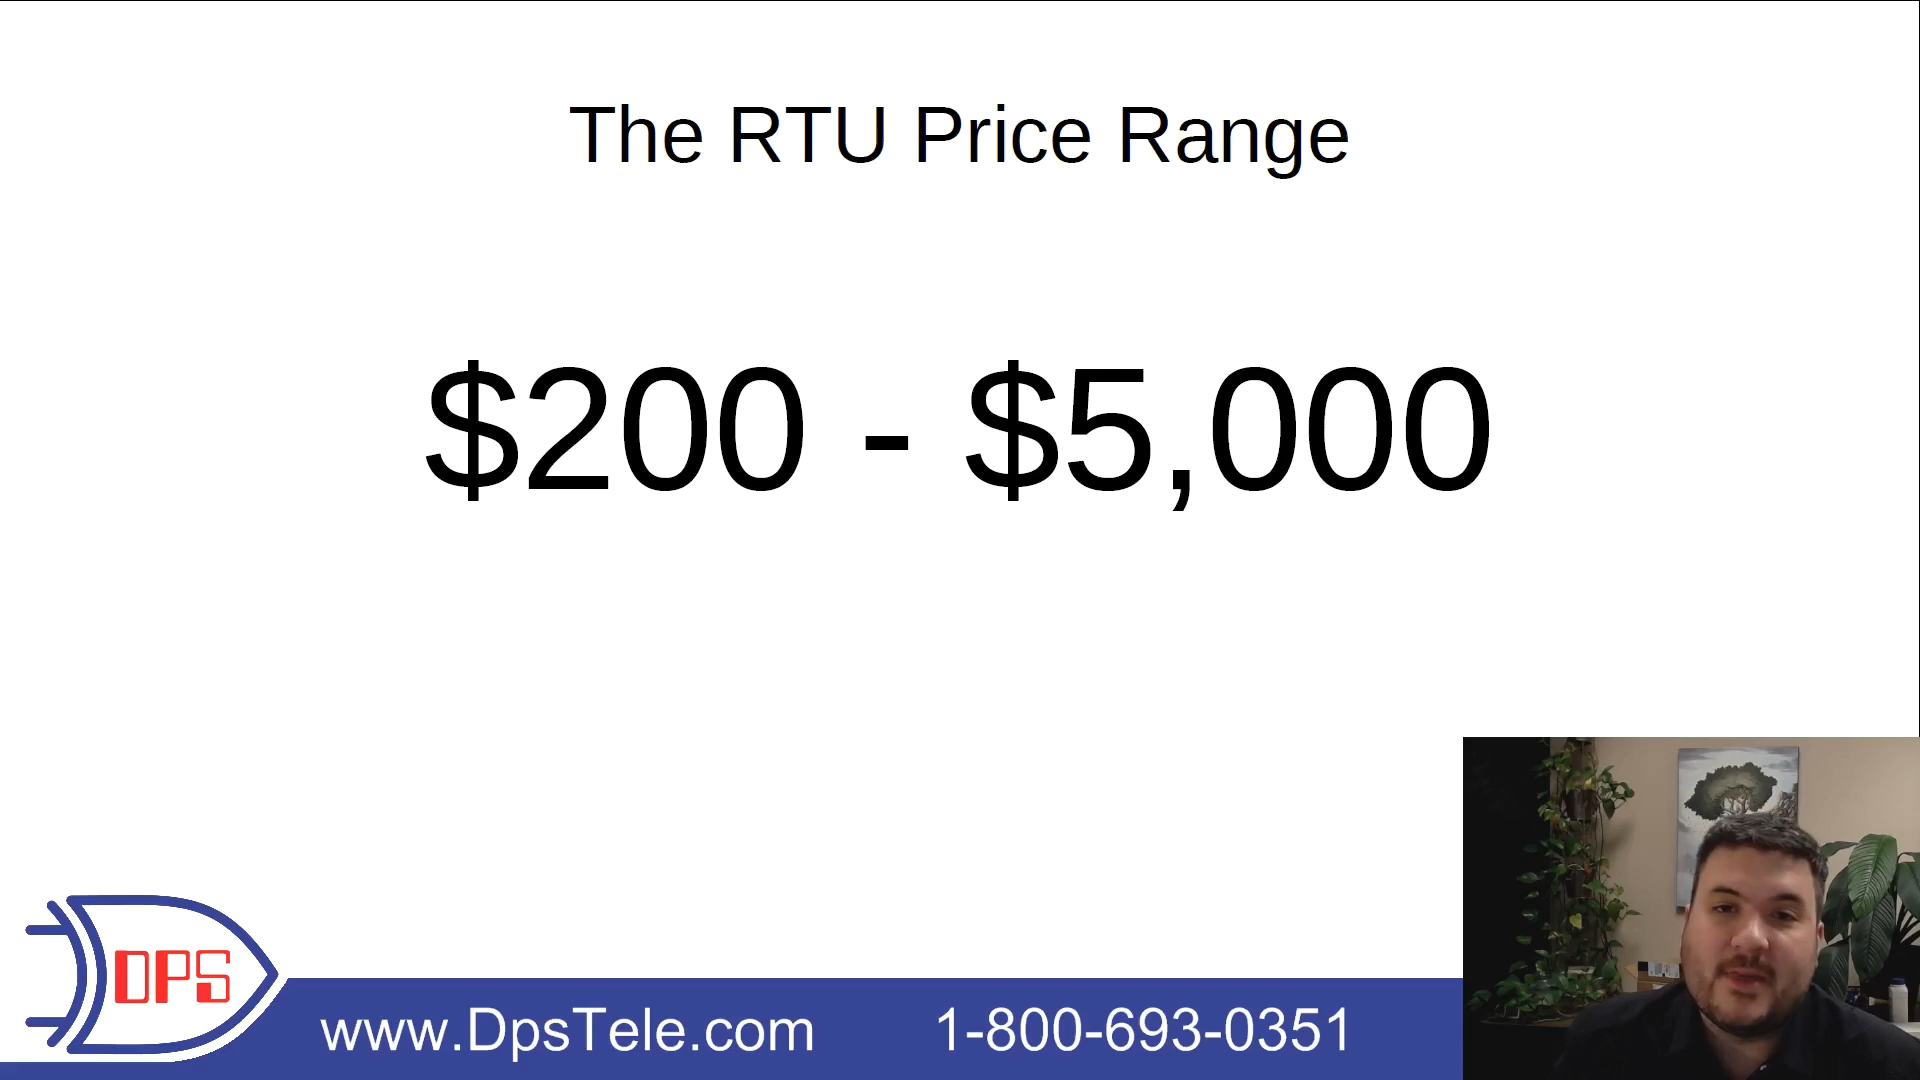 The RTU Price Range
$200 - $5,000
DPS
www.DpsTele.com
1-800-693-0351